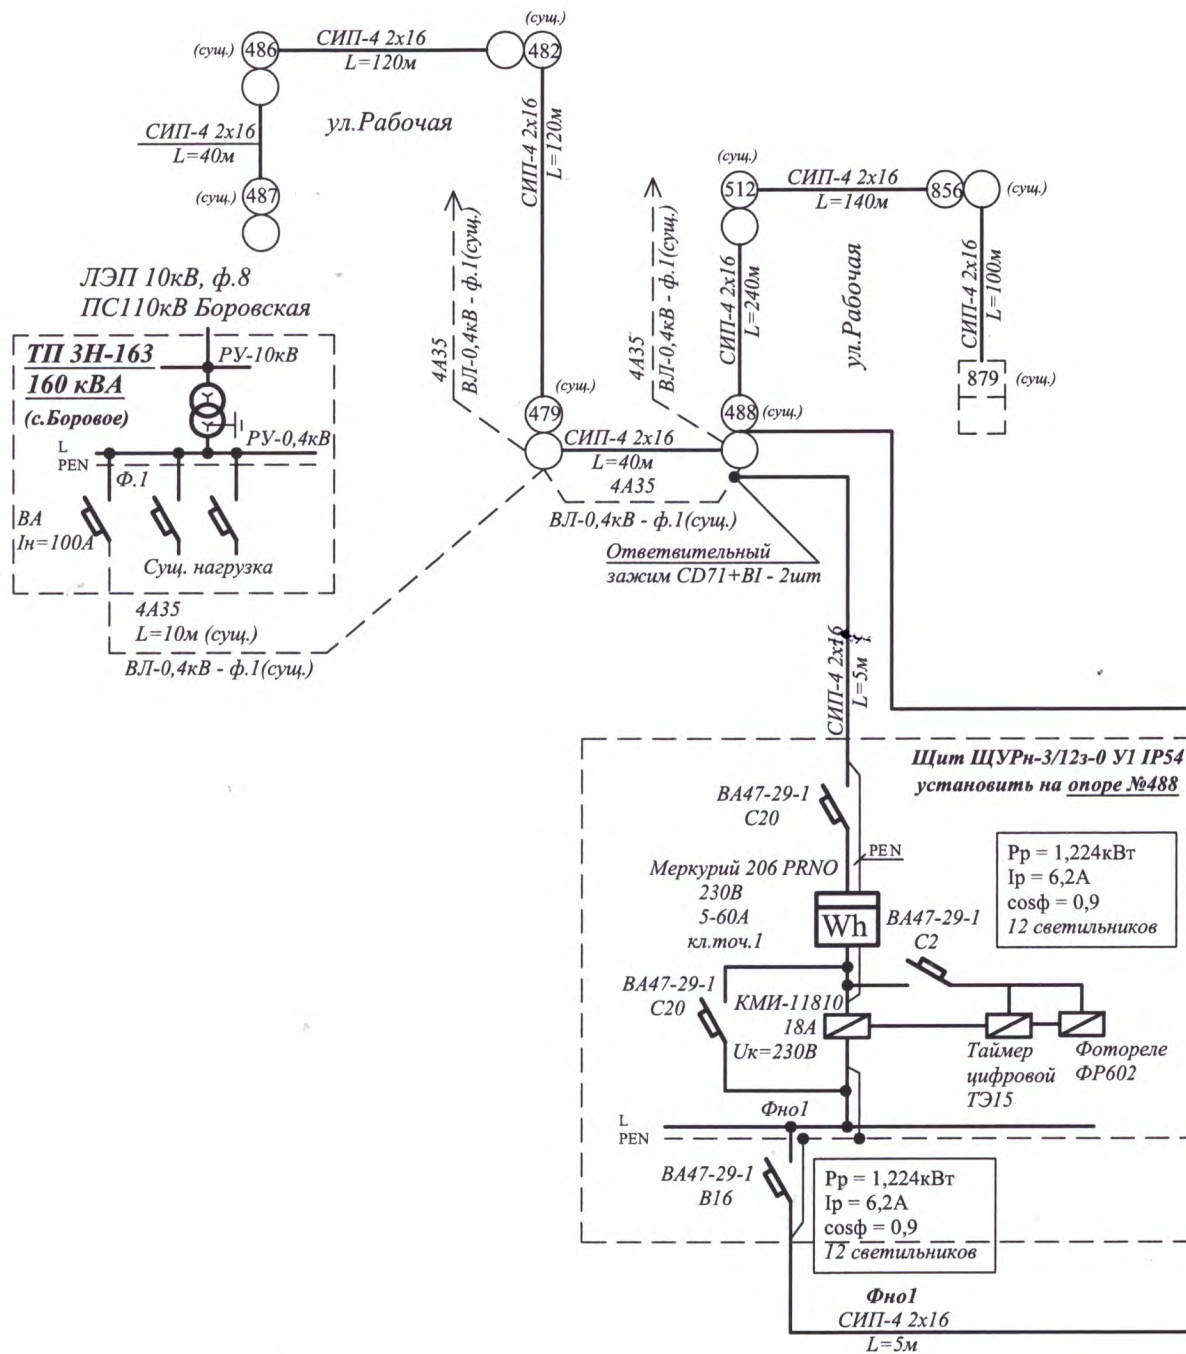 (сущ.)
СИП-4 2х16
(сущ.) 486
482
L=120м
ул.Рабочая
СИП-4 2х16
L=40м
СИП-4 2х16
L=120м
(сущ.)
(сущ.) 487
512
СИП-4 2х16
856
(сущ.)
L=140м
ВЛ-0,4кВ - ф.1(сущ.)
4А35
ВЛ-0,4кВ - ф.1(сущ.)
4А35
СИП-4 2х16
L=240м
ул.Рабочая
СИП-4 2х16
L=100м
ЛЭП 10кВ, ф.8
ПС110кВ Боровская
ТП 3Н-163
РУ-10кВ
160 кВА
(с.Боровое)
879
(сущ.)
(сущ.)
479
488
(сущ.)
РУ-0,4кВ
L
PEN
Ф.1
СИП-4 2х16
L=40м
4А35
ВЛ-0,4кВ - ф.1(сущ.)
ВА
Iн=100А
Сущ. нагрузка
Ответвительный
зажим CD71+BI - 2шт
4А35
L=10м (сущ.)
ВЛ-0,4кВ - ф.1(сущ.)
СИП-4 2х16
L=5м
Щит ЩУРн-3/12з-0 У1 IP54
установить на опоре №488
ВА47-29-1
С20
PEN
Рр = 1,224кВт
Iр = 6,2А
cosф = 0,9
12 светильников
Меркурий 206 PRNO
230В
5-60А
кл.точ.1
Wh
ВА47-29-1
С2
ВА47-29-1
С20
КМИ-11810
18А
Uк=230В
Таймер
цифровой
ТЭ15
Фотореле
ФР602
Фно1
L
PEN
ВА47-29-1
В16
Рр = 1,224кВт
Iр = 6,2А
cosф = 0,9
12 светильников
Фно1
СИП-4 2х16
L=5м